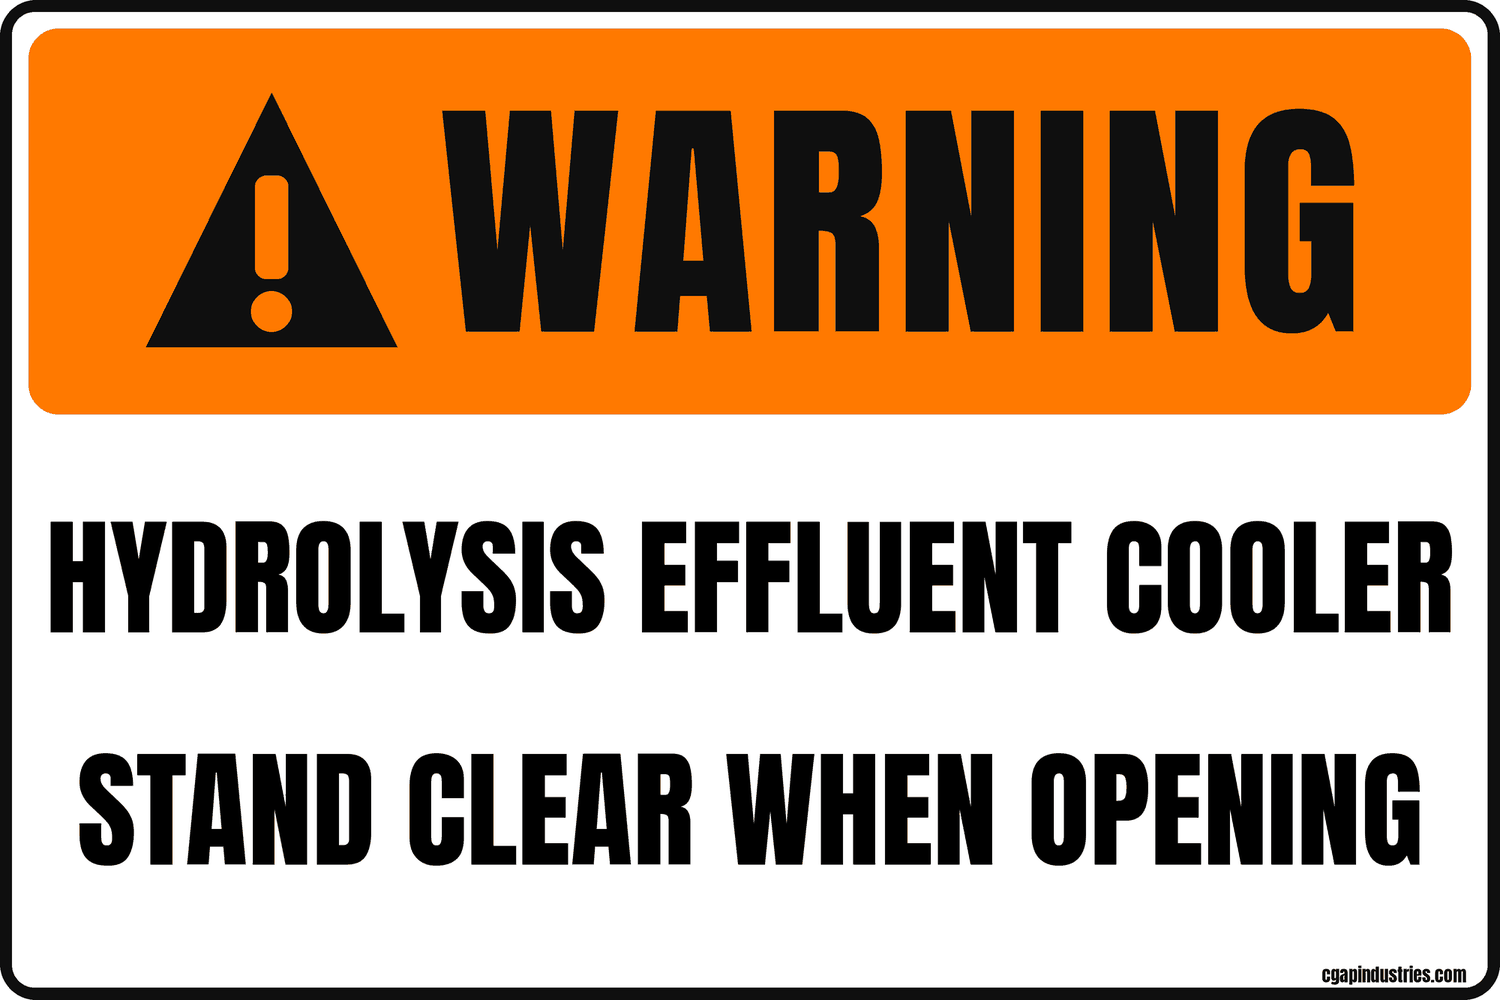 WARNING
HYDROLYSIS EFFLUENT COOLER
STAND CLEAR WHEN OPENING
cgapindustries.com